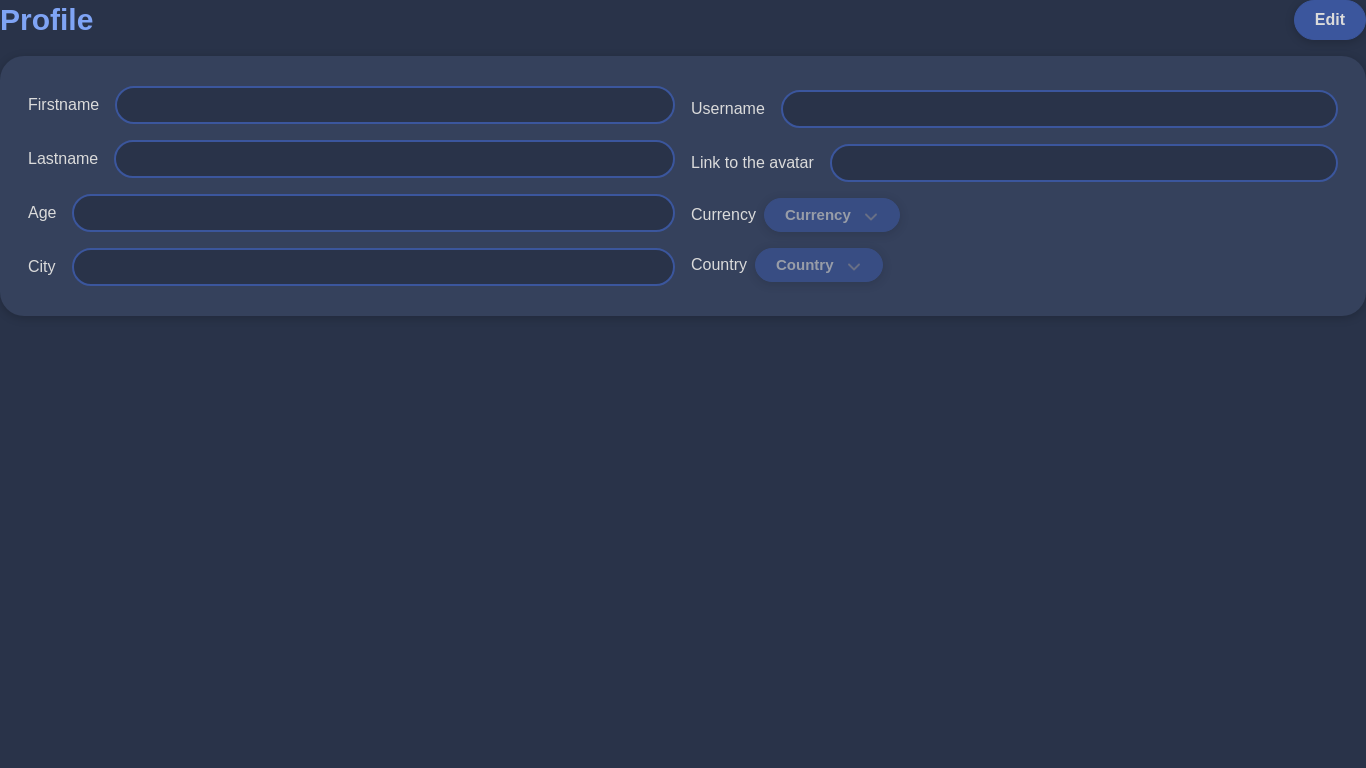 Profile
Edit
Firstname
Lastname
Age
City
Username
Link to the avatar
Currency Currency
Country Country